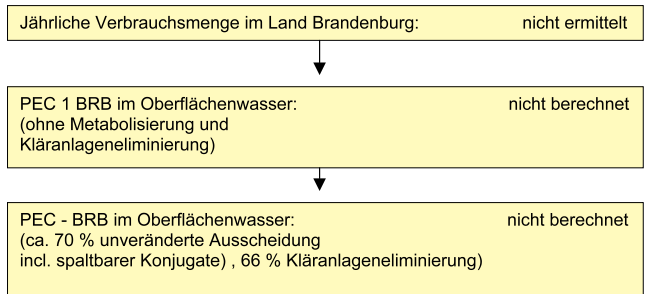 Jährliche Verbrauchsmenge im Land Brandenburg: nicht ermittelt
PEC 1 BRB im Oberflächenwasser: nicht berechnet
(ohne Metabolisierung und
Kläranlageneliminierung)
PEC - BRB im Oberflächenwasser: nicht berechnet
(ca. 70 % unveränderte Ausscheidung
incl. spaltbarer Konjugate) , 66 % Kläranlageneliminierung)